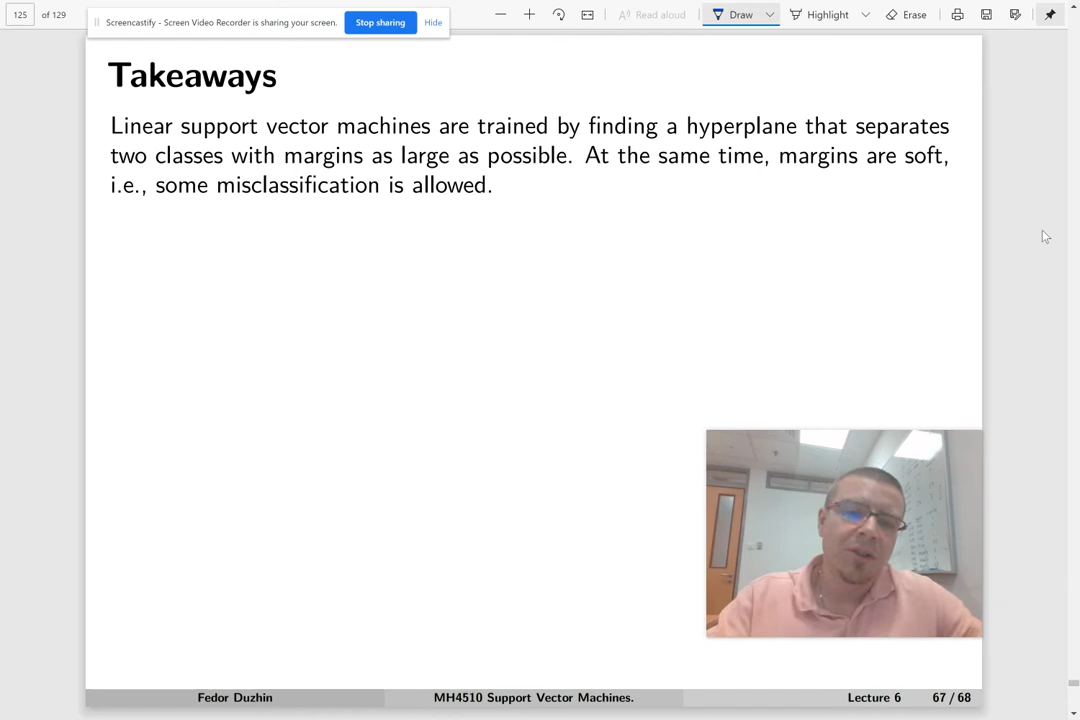 125 of 129
Screencastify - Screen Video Recorder is sharing your screen. Stop sharing Hide
Read aloud Draw Highlight Erase
Takeaways
Linear support vector machines are trained by finding a hyperplane that separates
two classes with margins as large as possible. At the same time, margins are soft,
i.e., some misclassification is allowed.
Fedor Duzhin MH4510 Support Vector Machines. Lecture 6 67 / 68